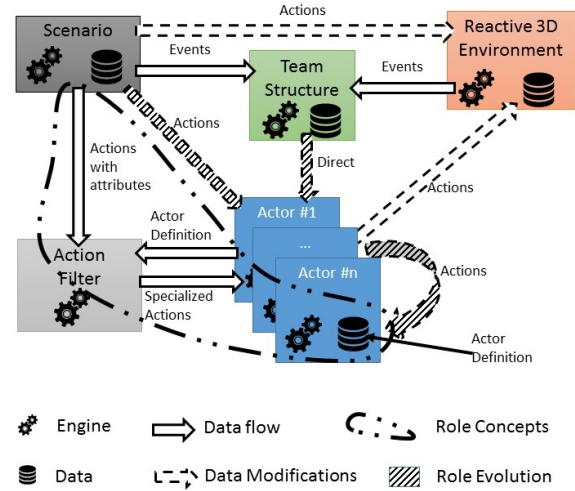 Actions
Scenario
Reactive 3D
Environment
Events
Team
Structure
Events
Actions
Actions
with
attributes
Direct
Actions
Actor #1
Actor
Definition
...
Action
Filter
Actor #n
Actions
Specialized
Actions
Actor
Definition
Engine
Data flow
Role Concepts
Data
Data Modifications
Role Evolution